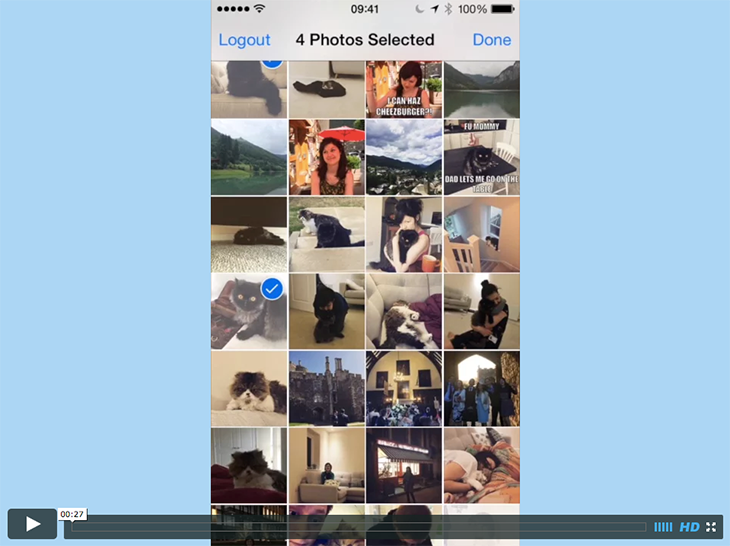 09:41 100%
Logout 4 Photos Selected Done
I CAN HAZ
CHEEZBURGER?!
FU MOMMY
DAD LETS ME GO ON THE
TABLE
00:27
HD